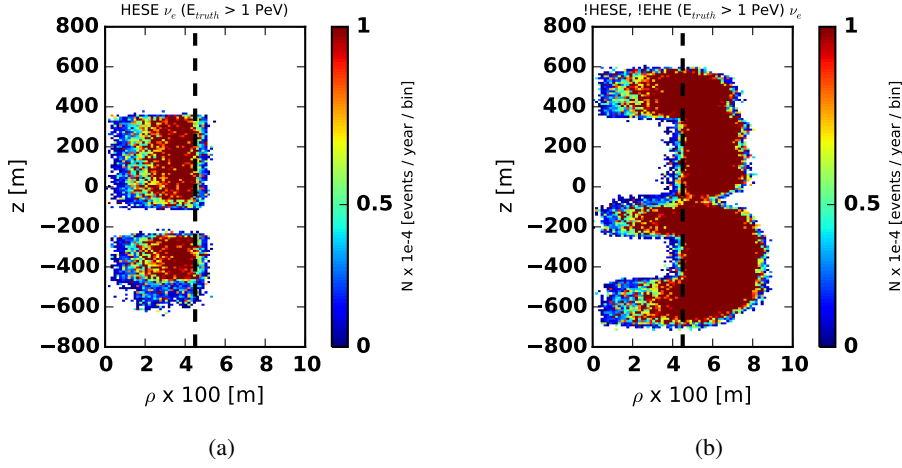 HESE ν_e (E_truth > 1 PeV)
800
600
400
200
0
−200
−400
−600
−800
z [m]
0 2 4 6 8 10
ρ x 100 [m]
1
0.5
0
N x 1e-4 [events / year / bin]
(a)
!HESE, !EHE (E_truth > 1 PeV) ν_e
800
600
400
200
0
−200
−400
−600
−800
z [m]
0 2 4 6 8 10
ρ x 100 [m]
1
0.5
0
N x 1e-4 [events / year / bin]
(b)